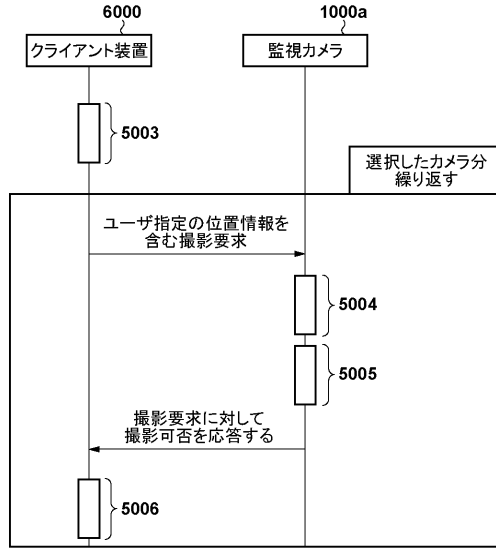 6000
1000a
クライアント装置
監視カメラ
5003
選択したカメラ分
繰り返す
ユーザ指定の位置情報を
含む撮影要求
5004
5005
撮影要求に対して
撮影可否を応答する
5006